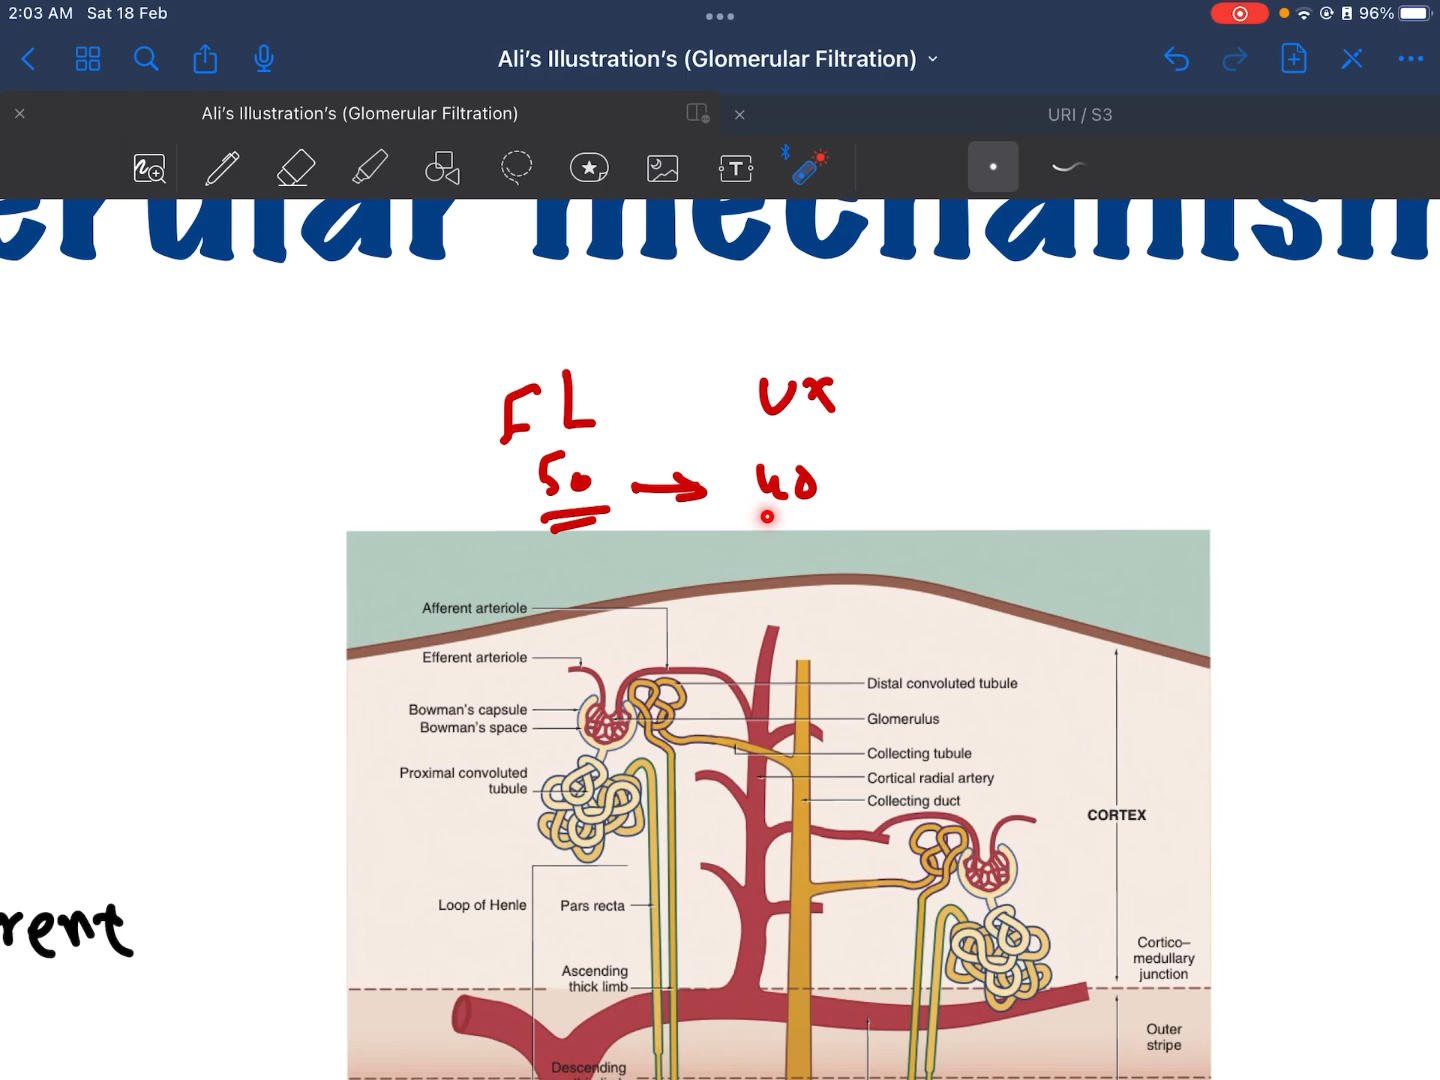 2:03 AM Sat 18 Feb
96%
Ali's Illustration's (Glomerular Filtration)
Ali's Illustration's (Glomerular Filtration)
URI / S3
erular mechanism
FL
Ux
50 → 40
Afferent arteriole
Efferent arteriole
Bowman's capsule
Bowman's space
Proximal convoluted
tubule
Distal convoluted tubule
Glomerulus
Collecting tubule
Cortical radial artery
Collecting duct
CORTEX
Loop of Henle
Pars recta
rent
Ascending
thick limb
Cortico–
medullary
junction
Outer
stripe
Descending